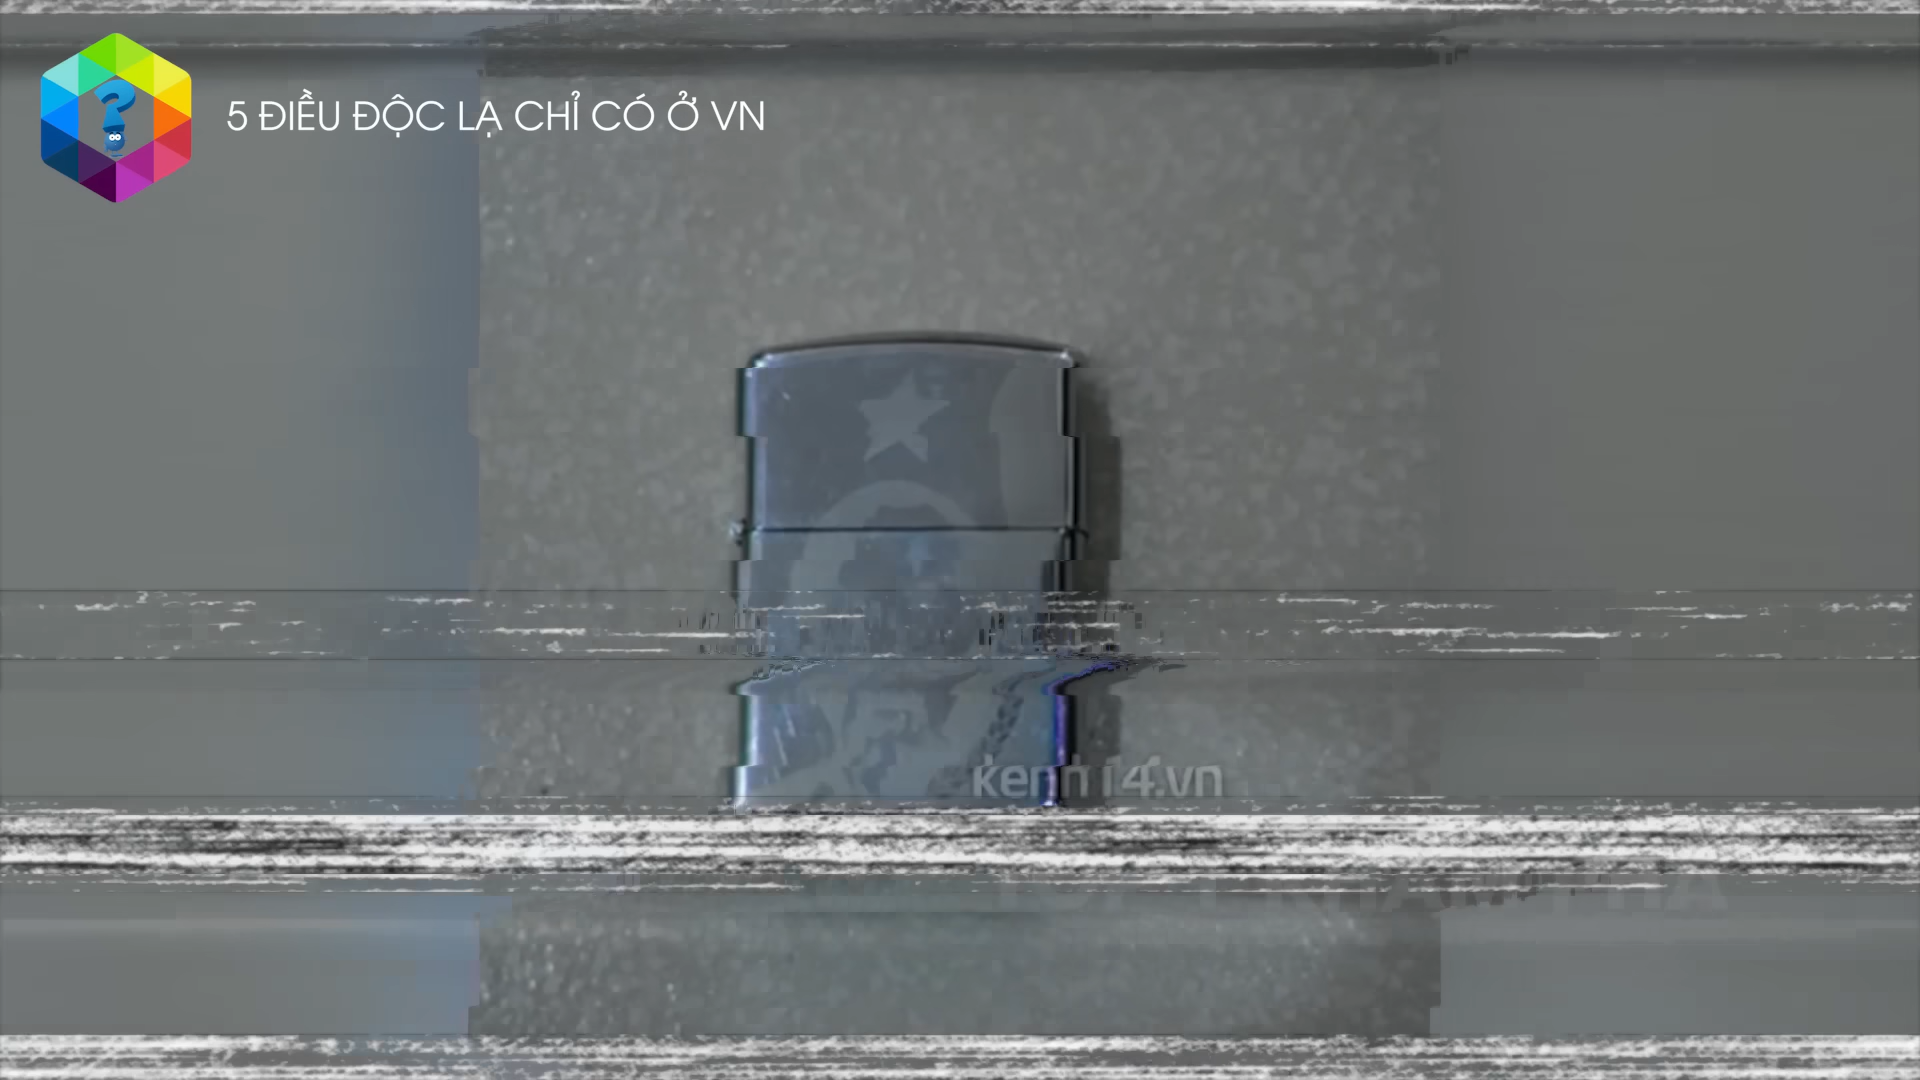 5 ĐIỀU ĐỘC LẠ CHỈ CÓ Ở VN
kenh14.vn